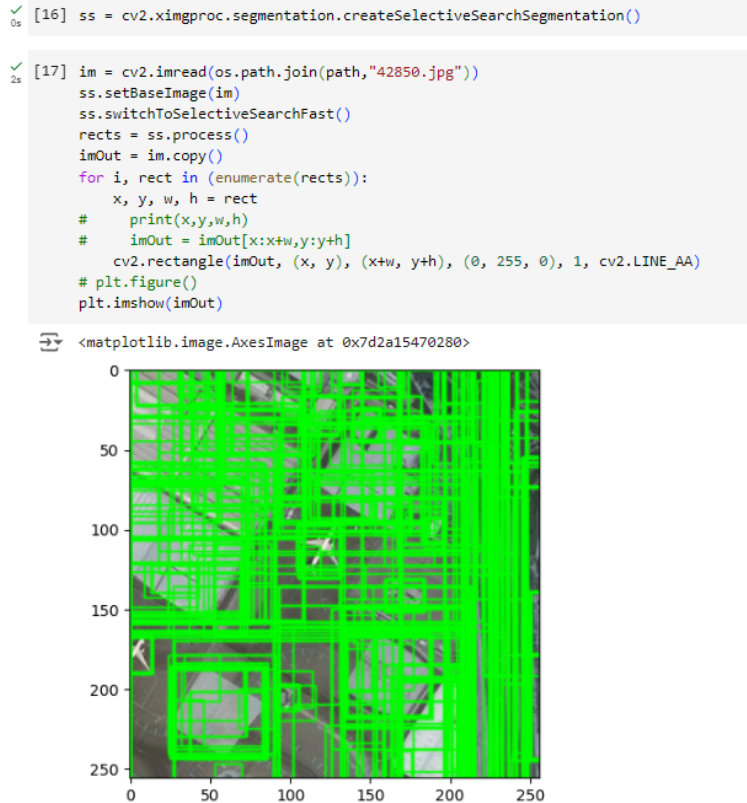 0s [16] ss = cv2.ximgproc.segmentation.createSelectiveSearchSegmentation()
2s [17] im = cv2.imread(os.path.join(path,"42850.jpg"))
ss.setBaseImage(im)
ss.switchToSelectiveSearchFast()
rects = ss.process()
imOut = im.copy()
for i, rect in (enumerate(rects)):
    x, y, w, h = rect
#     print(x,y,w,h)
#     imOut = imOut[x:x+w,y:y+h]
    cv2.rectangle(imOut, (x, y), (x+w, y+h), (0, 255, 0), 1, cv2.LINE_AA)
# plt.figure()
plt.imshow(imOut)
<matplotlib.image.AxesImage at 0x7d2a15470280>
0
50
100
150
200
250
0 50 100 150 200 250